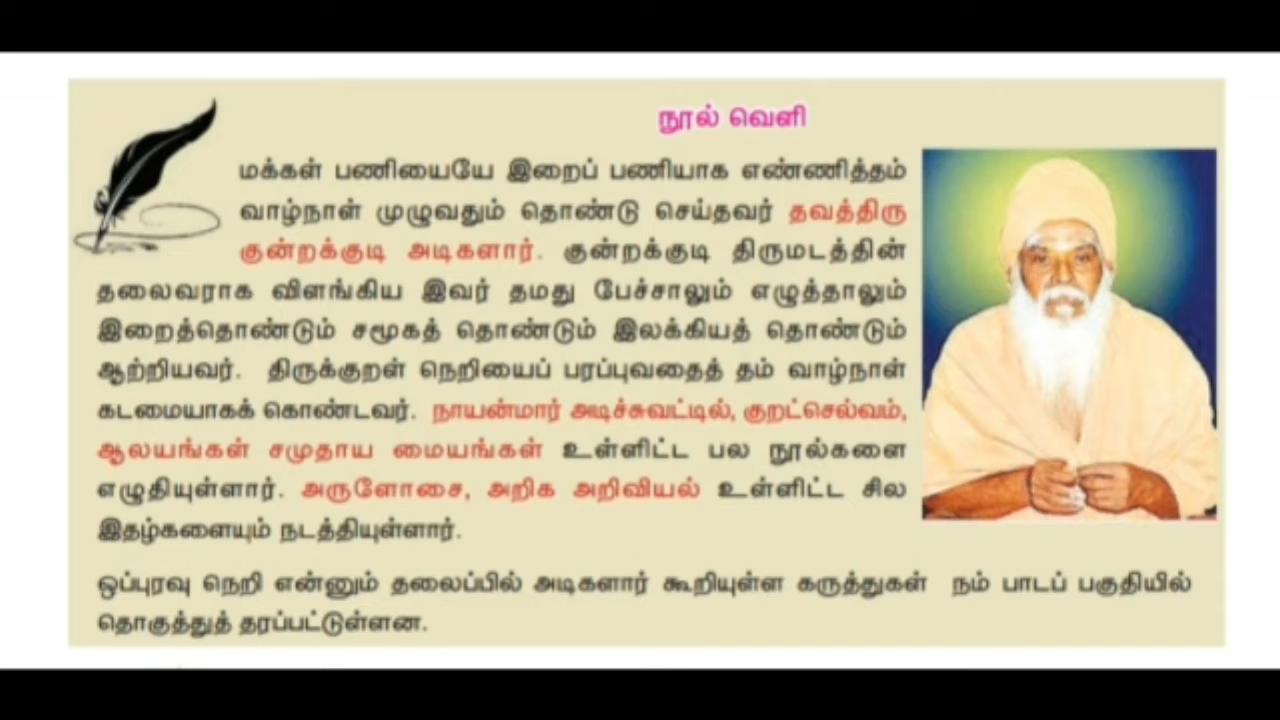 நூல் வெளி
மக்கள் பணியையே இறைப் பணியாக எண்ணித்தம்
வாழ்நாள் முழுவதும் தொண்டு செய்தவர் தவத்திரு
குன்றக்குடி அடிகளார். குன்றக்குடி திருமடத்தின்
தலைவராக விளங்கிய இவர் தமது பேச்சாலும் எழுத்தாலும்
இறைத்தொண்டும் சமூகத் தொண்டும் இலக்கியத் தொண்டும்
ஆற்றியவர். திருக்குறள் நெறியைப் பரப்புவதைத் தம் வாழ்நாள்
கடமையாகக் கொண்டவர். நாயன்மார் அடிச்சுவட்டில், குறட்செல்வம்,
ஆலயங்கள் சமுதாய மையங்கள் உள்ளிட்ட பல நூல்களை
எழுதியுள்ளார். அருளோசை, அறிக அறிவியல் உள்ளிட்ட சில
இதழ்களையும் நடத்தியுள்ளார்.
ஒப்புரவு நெறி என்னும் தலைப்பில் அடிகளார் கூறியுள்ள கருத்துகள் நம் பாடப் பகுதியில்
தொகுத்துத் தரப்பட்டுள்ளன.